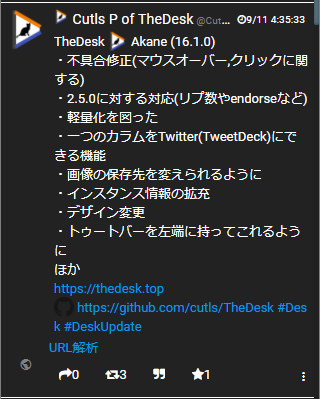 Cutls P of TheDesk @Cut... 9/11 4:35:33
TheDesk Akane (16.1.0)
・不具合修正(マウスオーバー,クリックに関
する)
・2.5.0に対する対応(リプ数やendorseなど)
・軽量化を図った
・一つのカラムをTwitter(TweetDeck)にで
きる機能
・画像の保存先を変えられるように
・インスタンス情報の拡充
・デザイン変更
・トゥートバーを左端に持ってこれるよう
に
ほか
https://thedesk.top
https://github.com/cutls/TheDesk #Des
k #DeskUpdate
URL解析
0 3 1